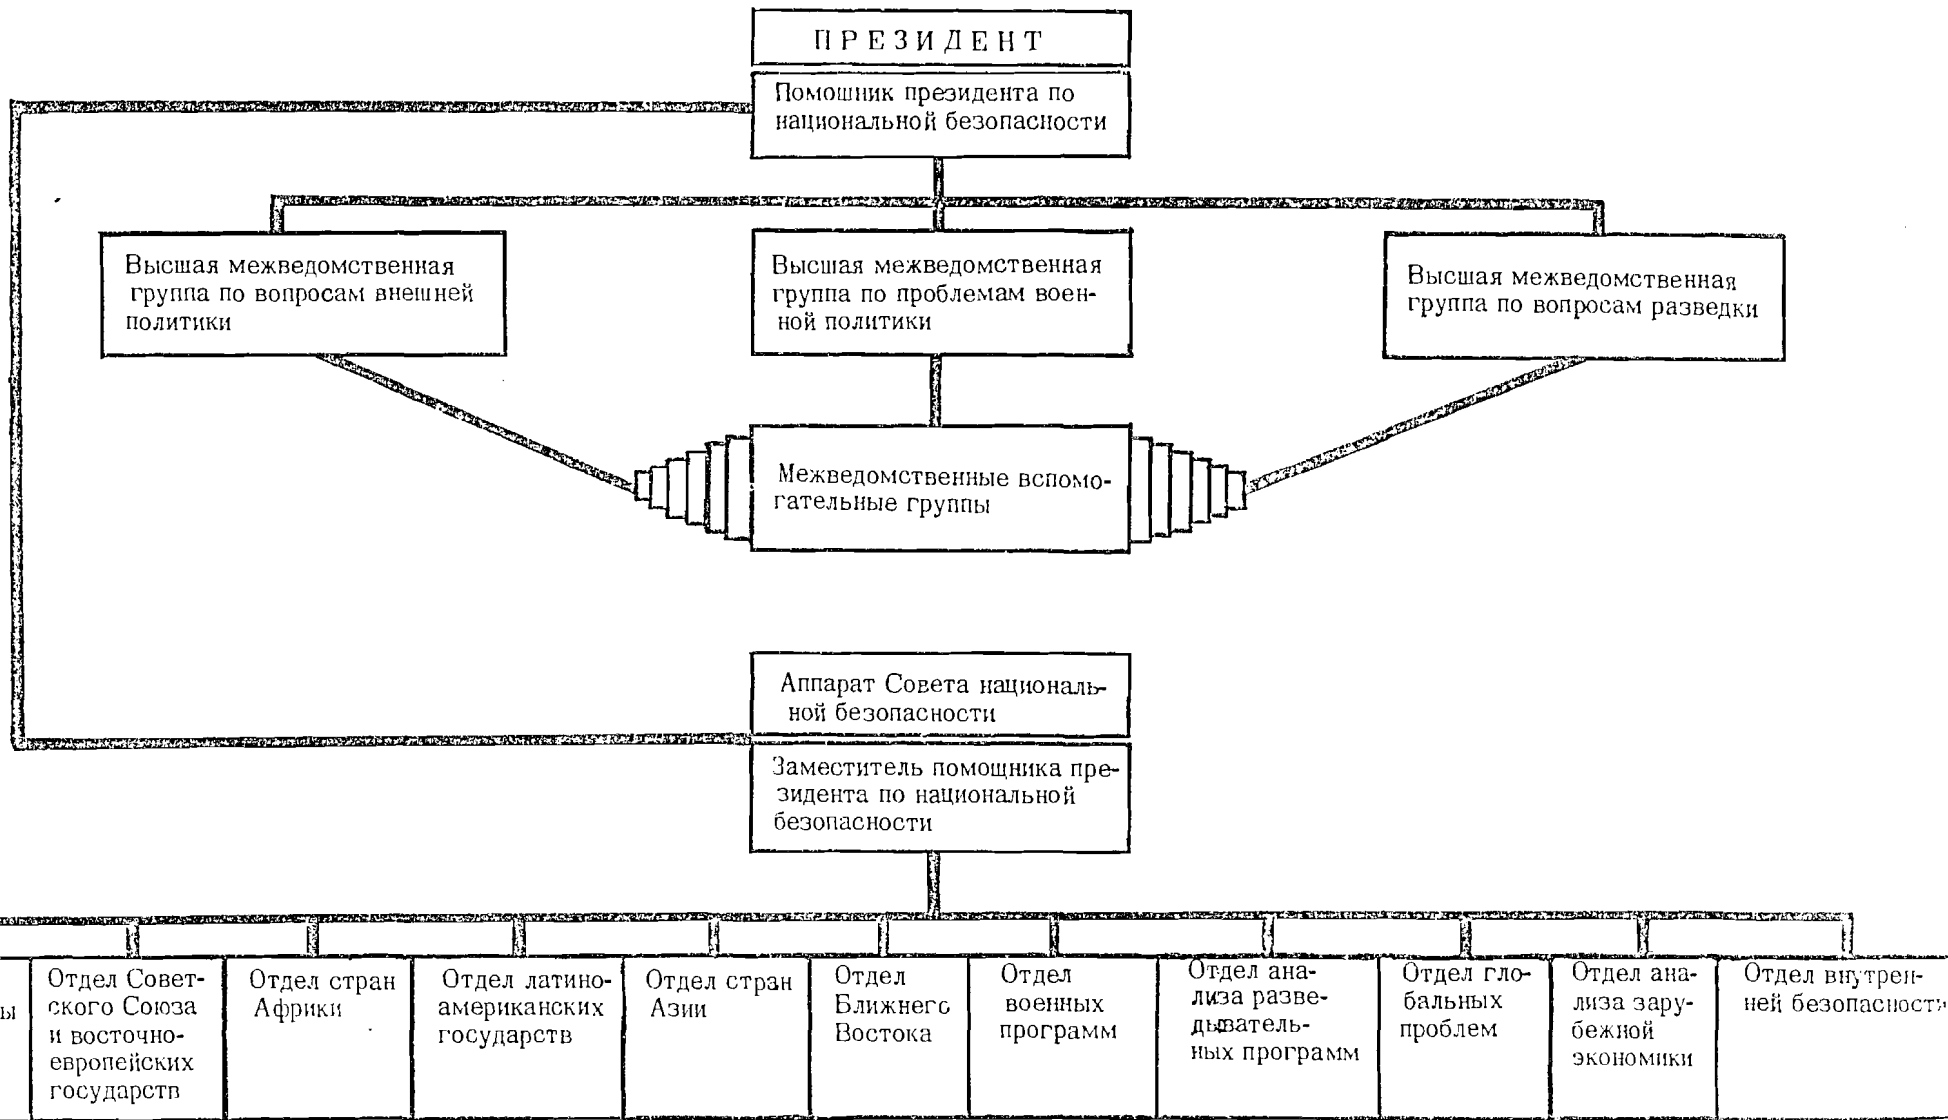 ПРЕЗИДЕНТ
Помошник президента по
национальной безопасности
Высшая межведомственная
группа по вопросам внешней
политики
Высшая межведомственная
группа по проблемам воен-
ной политики
Высшая межведомственная
группа по вопросам разведки
Межведомственные вспомо-
гательные группы
Аппарат Совета националь-
ной безопасности
Заместитель помощника пре-
зидента по национальной
безопасности
ы
Отдел Совет-
ского Союза
и восточно-
европейских
государств
Отдел стран
Африки
Отдел латино-
американских
государств
Отдел стран
Азии
Отдел
Ближнего
Востока
Отдел
военных
программ
Отдел ана-
лиза разве-
дыватель-
ных программ
Отдел гло-
бальных
проблем
Отдел ана-
лиза зару-
бежной
экономики
Отдел внутрен-
ней безопасности